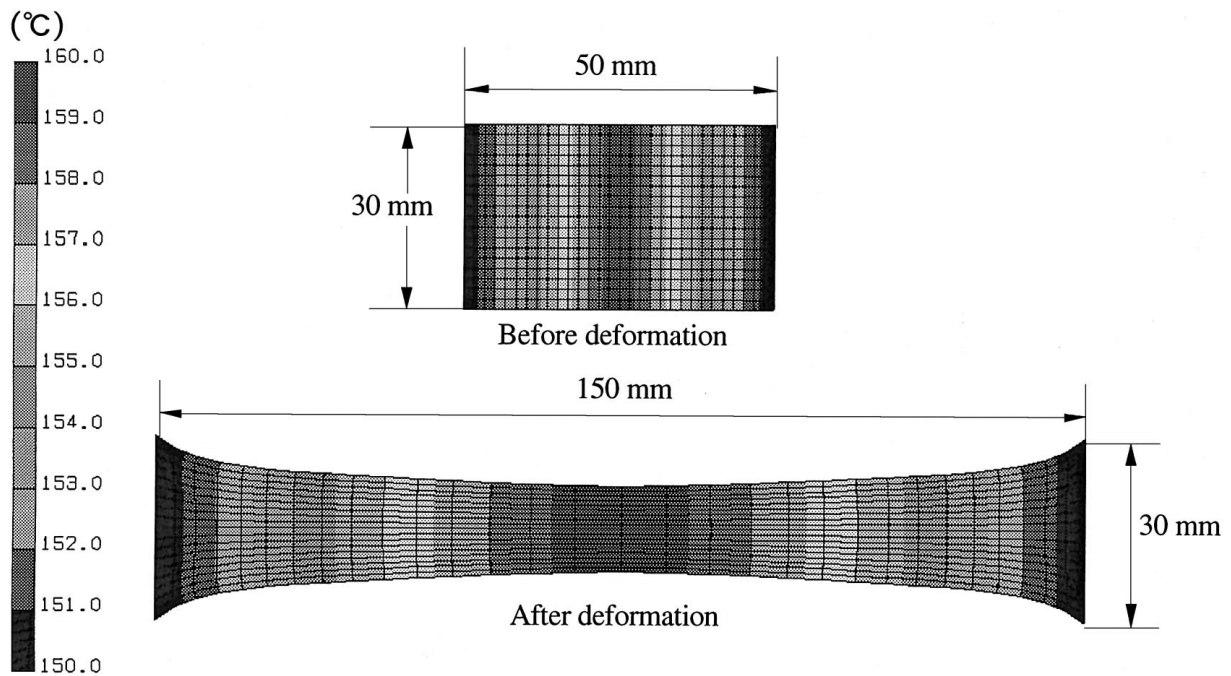 (℃)
160.0
159.0
158.0
157.0
156.0
155.0
154.0
153.0
152.0
151.0
150.0
50 mm
30 mm
Before deformation
150 mm
30 mm
After deformation